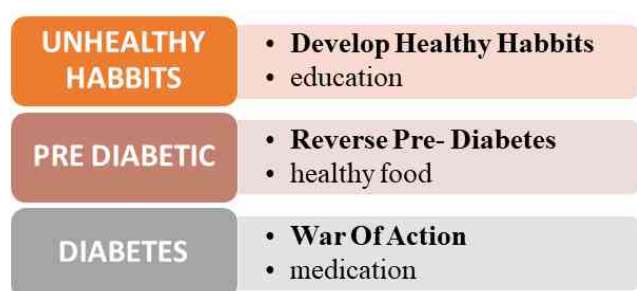 UNHEALTHY
HABBITS
• Develop Healthy Habbits
• education
PRE DIABETIC
• Reverse Pre- Diabetes
• healthy food
DIABETES
• War Of Action
• medication